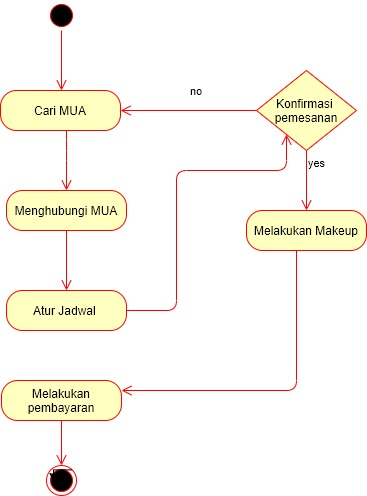 no
Cari MUA
Konfirmasi
pemesanan
yes
Menghubungi MUA
Melakukan Makeup
Atur Jadwal
Melakukan
pembayaran